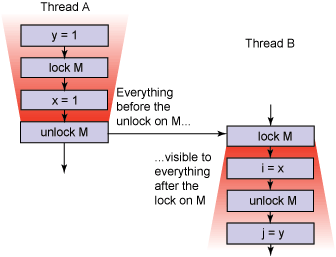 Thread A
y = 1
lock M
x = 1
unlock M
Everything
before the
unlock on M...
Thread B
lock M
i = x
unlock M
j = y
...visible to
everything
after the
lock on M